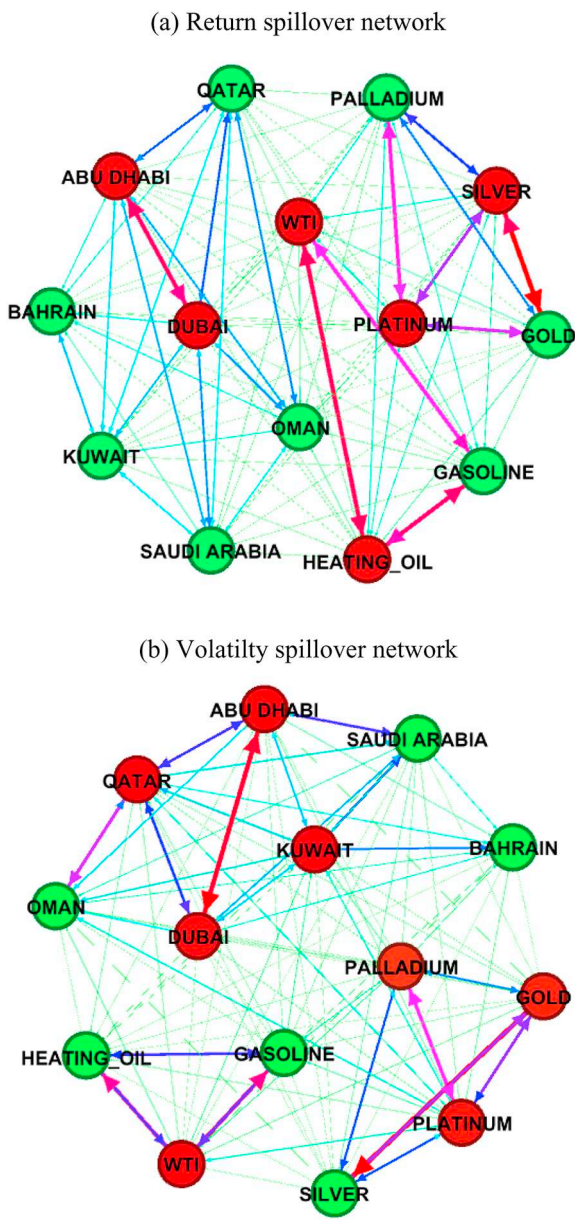 (a) Return spillover network
QATAR
PALLADIUM
ABU DHABI
SILVER
WTI
BAHRAIN
DUBAI
PLATINUM
GOLD
OMAN
KUWAIT
GASOLINE
SAUDI ARABIA
HEATING_OIL
(b) Volatilty spillover network
ABU DHABI
SAUDI ARABIA
QATAR
KUWAIT
BAHRAIN
OMAN
DUBAI
PALLADIUM
GOLD
HEATING_OIL
GASOLINE
PLATINUM
WTI
SILVER